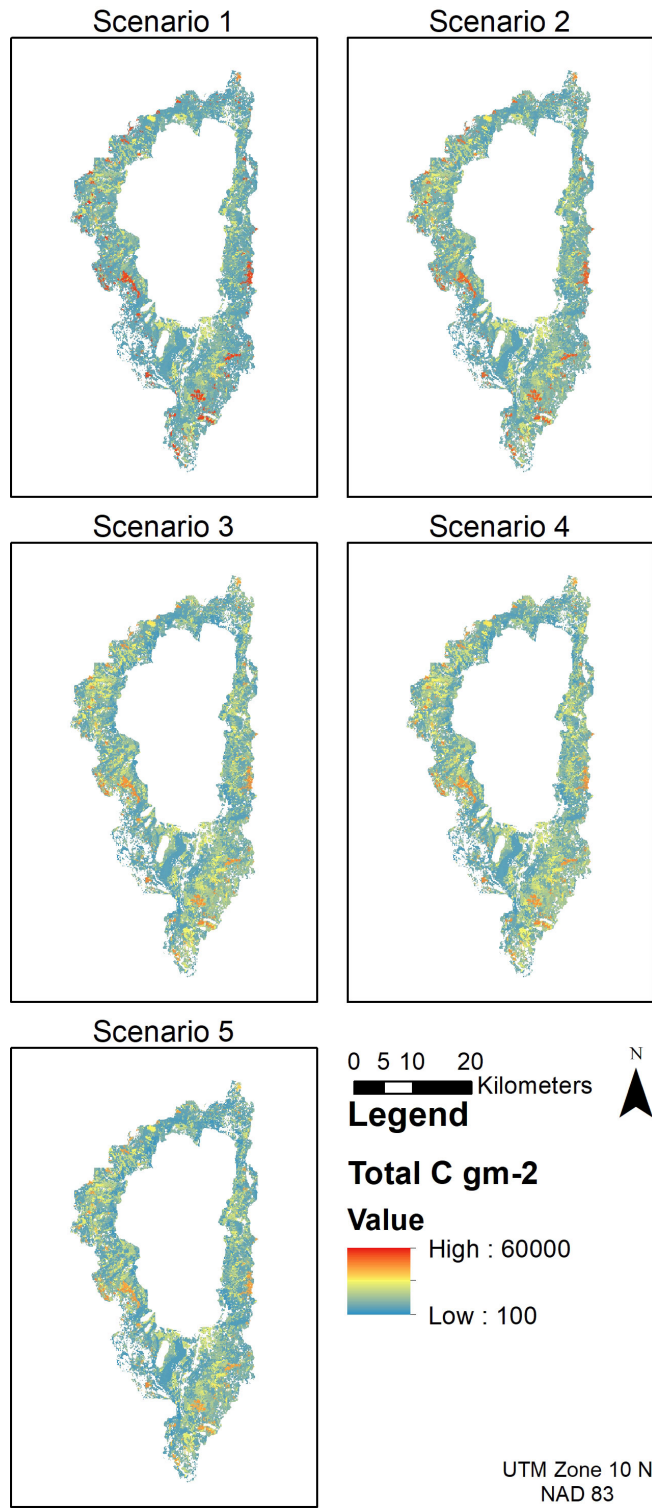 Scenario 1
Scenario 2
Scenario 3
Scenario 4
Scenario 5
0 5 10 20
Kilometers
N
Legend
Total C gm-2
Value
High : 60000
Low : 100
UTM Zone 10 N
NAD 83